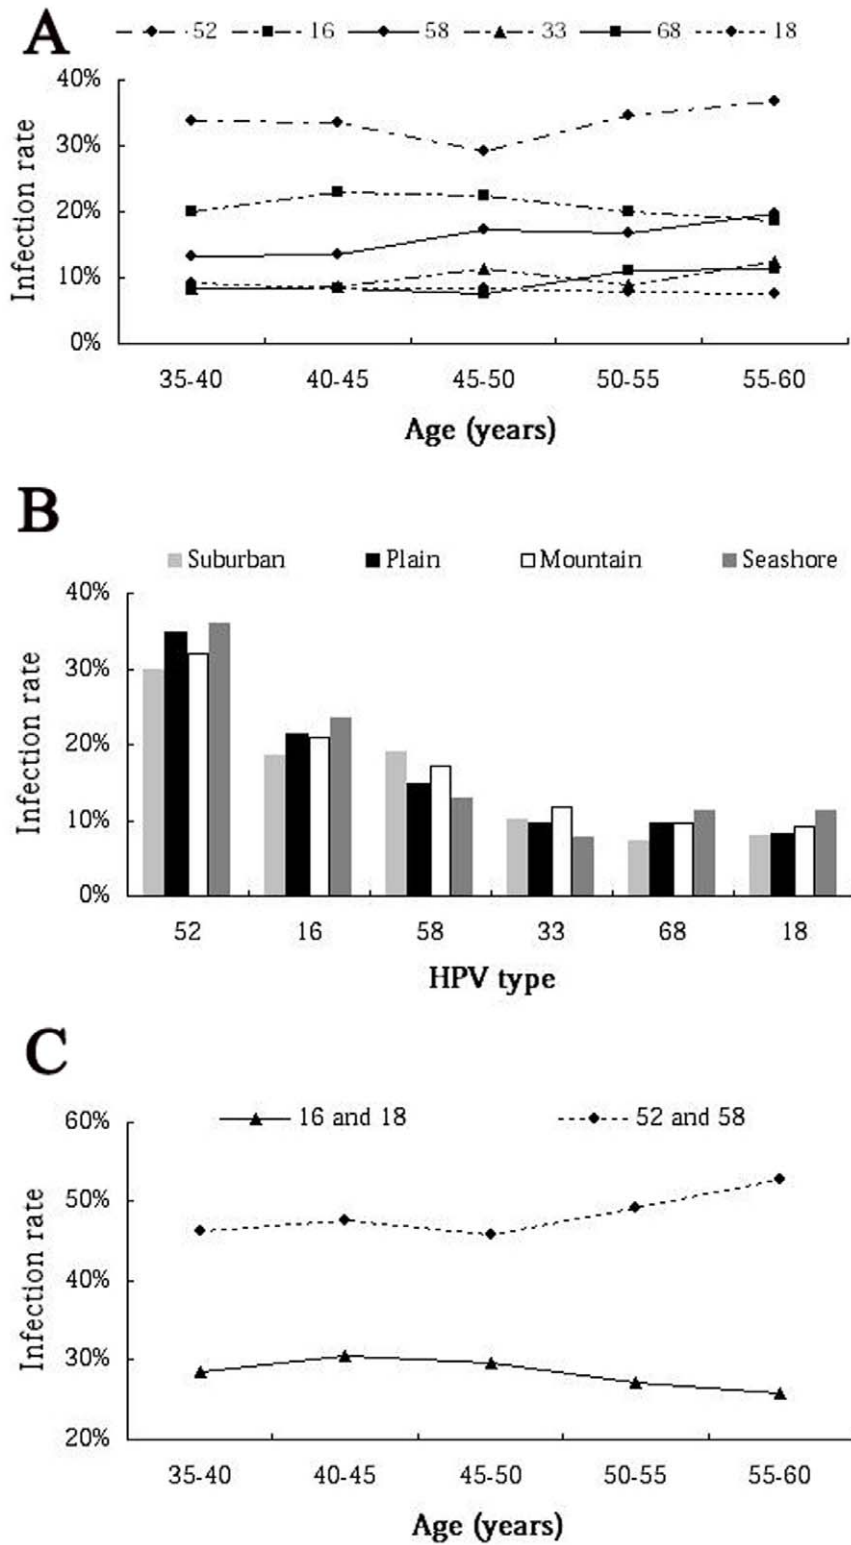 A
52 16 58 33 68 18
40%
30%
20%
10%
0%
Infection rate
35-40 40-45 45-50 50-55 55-60
Age (years)
B
Suburban Plain Mountain Seashore
40%
30%
20%
10%
0%
Infection rate
52 16 58 33 68 18
HPV type
C
16 and 18 52 and 58
60%
50%
40%
30%
20%
Infection rate
35-40 40-45 45-50 50-55 55-60
Age (years)